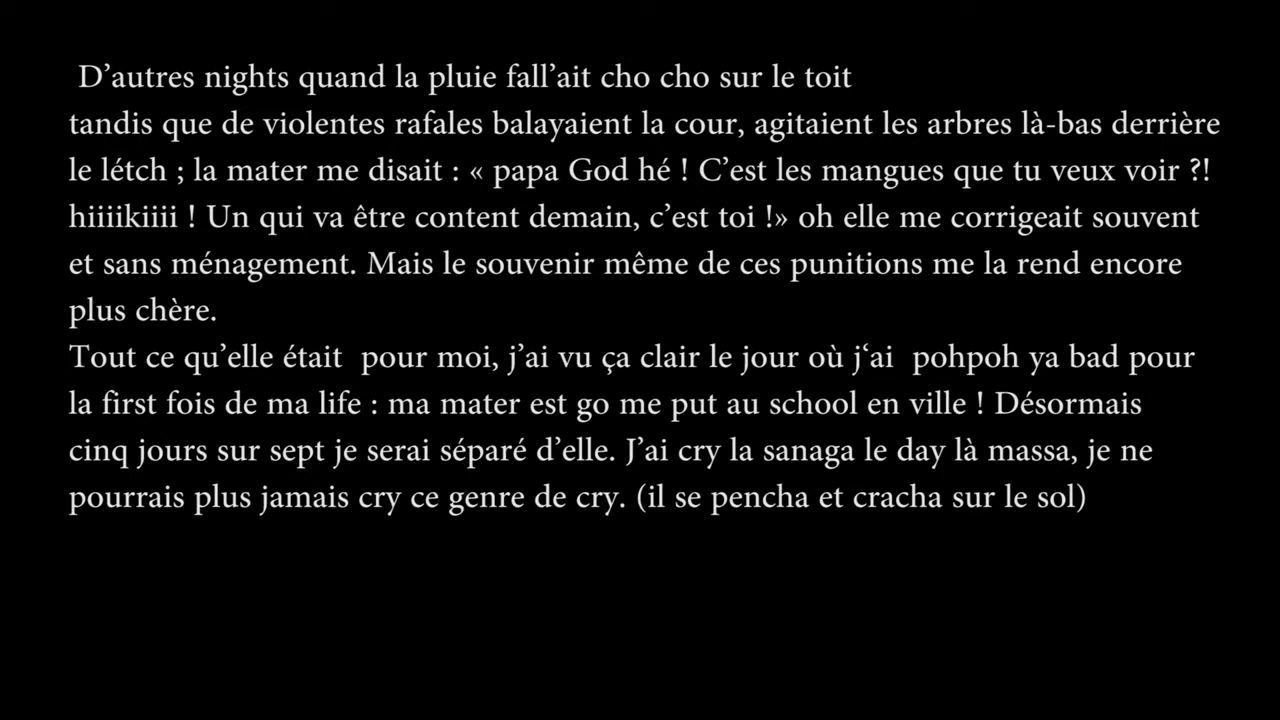 D’autres nights quand la pluie fall’ait cho cho sur le toit
tandis que de violentes rafales balayaient la cour, agitaient les arbres là-bas derrière
le létch ; la mater me disait : « papa God hé ! C’est les mangues que tu veux voir ?!
hiiiikiiii ! Un qui va être content demain, c’est toi !» oh elle me corrigeait souvent
et sans ménagement. Mais le souvenir même de ces punitions me la rend encore
plus chère.
Tout ce qu’elle était  pour moi, j’ai vu ça clair le jour où j‘ai  pohpoh ya bad pour
la first fois de ma life : ma mater est go me put au school en ville ! Désormais
cinq jours sur sept je serai séparé d’elle. J’ai cry la sanaga le day là massa, je ne
pourrais plus jamais cry ce genre de cry. (il se pencha et cracha sur le sol)